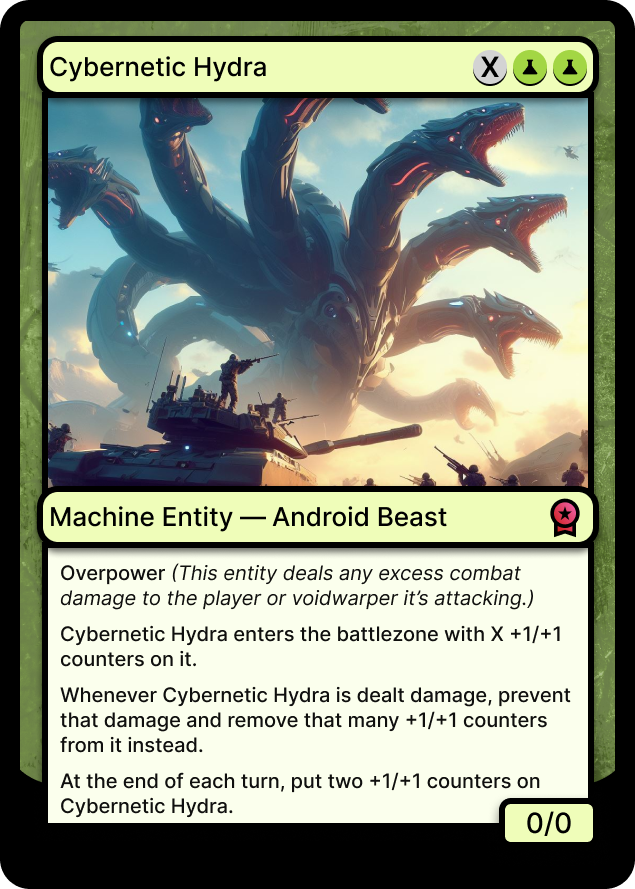 Cybernetic Hydra X
Machine Entity — Android Beast
Overpower (This entity deals any excess combat
damage to the player or voidwarper it’s attacking.)
Cybernetic Hydra enters the battlezone with X +1/+1
counters on it.
Whenever Cybernetic Hydra is dealt damage, prevent
that damage and remove that many +1/+1 counters
from it instead.
At the end of each turn, put two +1/+1 counters on
Cybernetic Hydra.
0/0